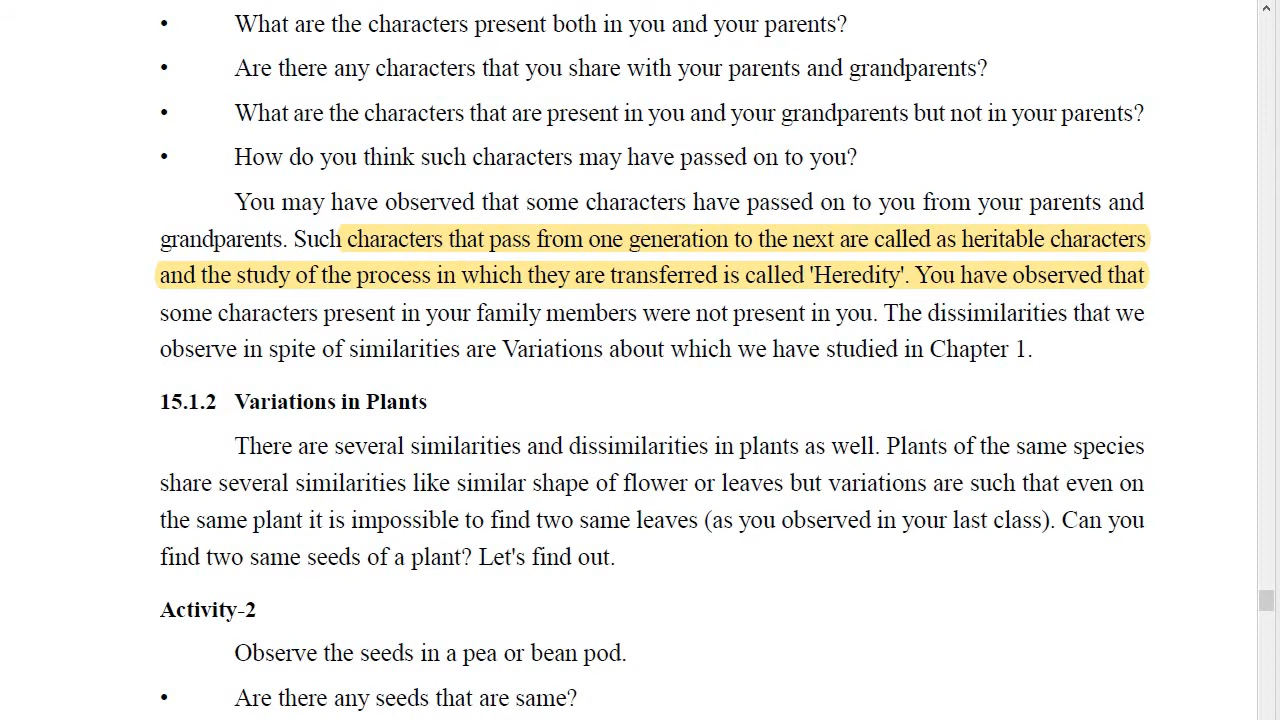 • What are the characters present both in you and your parents?
• Are there any characters that you share with your parents and grandparents?
• What are the characters that are present in you and your grandparents but not in your parents?
• How do you think such characters may have passed on to you?
You may have observed that some characters have passed on to you from your parents and
grandparents. Such characters that pass from one generation to the next are called as heritable characters
and the study of the process in which they are transferred is called 'Heredity'. You have observed that
some characters present in your family members were not present in you. The dissimilarities that we
observe in spite of similarities are Variations about which we have studied in Chapter 1.
15.1.2 Variations in Plants
There are several similarities and dissimilarities in plants as well. Plants of the same species
share several similarities like similar shape of flower or leaves but variations are such that even on
the same plant it is impossible to find two same leaves (as you observed in your last class). Can you
find two same seeds of a plant? Let's find out.
Activity-2
Observe the seeds in a pea or bean pod.
• Are there any seeds that are same?